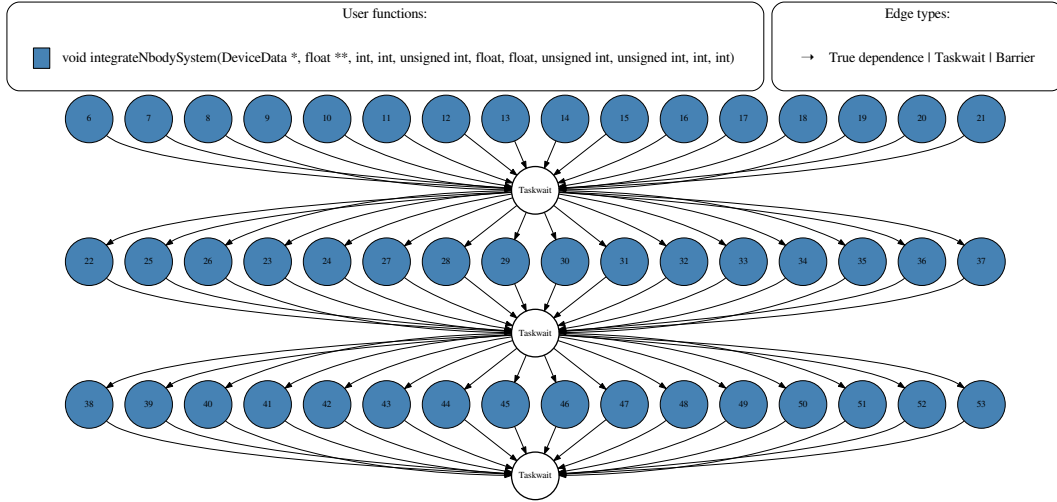 User functions:
void integrateNbodySystem(DeviceData *, float **, int, int, unsigned int, float, float, unsigned int, unsigned int, int, int)
Edge types:
True dependence | Taskwait | Barrier
6 7 8 9 10 11 12 13 14 15 16 17 18 19 20 21
Taskwait
22 25 26 23 24 27 28 29 30 31 32 33 34 35 36 37
Taskwait
38 39 40 41 42 43 44 45 46 47 48 49 50 51 52 53
Taskwait